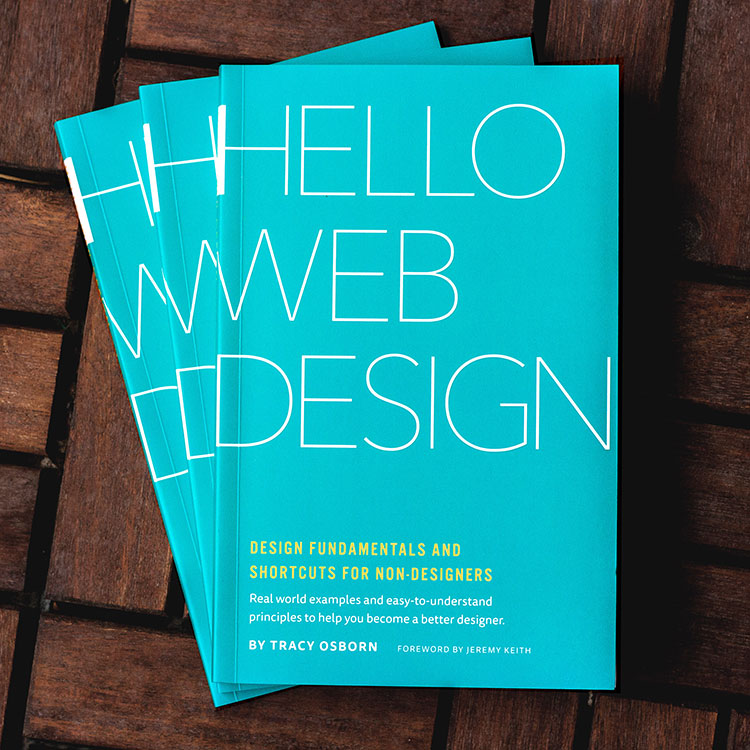 HELLO
WEB
DESIGN
DESIGN FUNDAMENTALS AND
SHORTCUTS FOR NON-DESIGNERS
Real world examples and easy-to-understand
principles to help you become a better designer.
BY TRACY OSBORN FOREWORD BY JEREMY KEITH
H
W
D
H
W
D